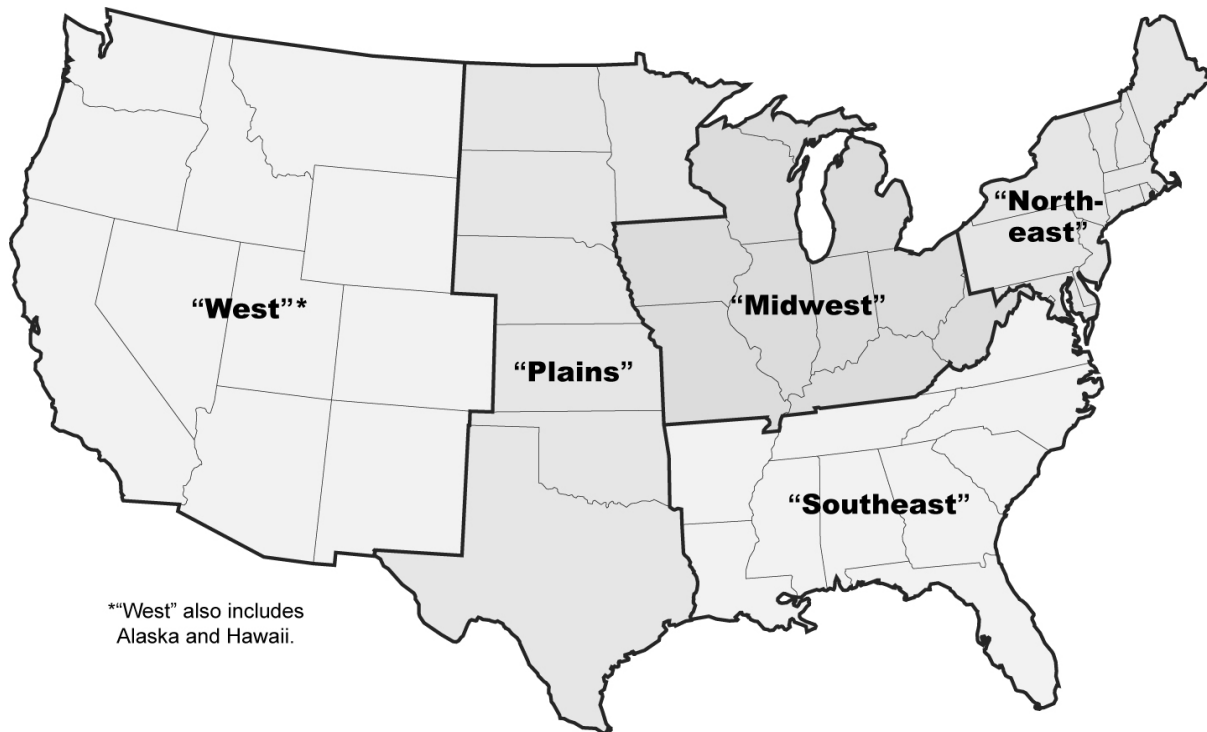 “North-
east”
“West”*
“Midwest”
“Plains”
“Southeast”
*“West” also includes
Alaska and Hawaii.